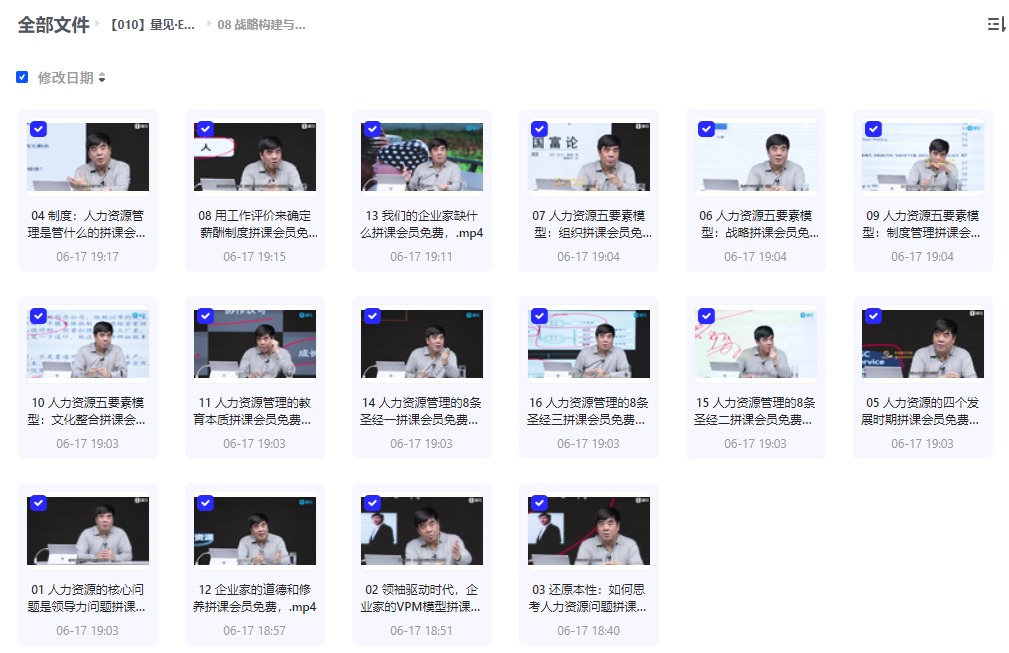 全部文件 【010】量见·E... 08 战略构建与...
修改日期
04 制度：人力资源管
理是管什么的拼课会...
06-17 19:17
08 用工作评价来确定
薪酬制度拼课会员免...
06-17 19:15
13 我们的企业家缺什
么拼课会员免费，.mp4
06-17 19:11
国富论
07 人力资源五要素模
型：组织拼课会员免...
06-17 19:04
06 人力资源五要素模
型：战略拼课会员免...
06-17 19:04
09 人力资源五要素模
型：制度管理拼课会...
06-17 19:04
10 人力资源五要素模
型：文化整合拼课会...
06-17 19:03
11 人力资源管理的教
育本质拼课会员免费...
06-17 19:03
14 人力资源管理的8条
圣经一拼课会员免费...
06-17 19:03
16 人力资源管理的8条
圣经三拼课会员免费...
06-17 19:03
15 人力资源管理的8条
圣经二拼课会员免费...
06-17 19:03
05 人力资源的四个发
展时期拼课会员免费...
06-17 19:03
01 人力资源的核心问
题是领导力问题拼课...
06-17 19:03
12 企业家的道德和修
养拼课会员免费，.mp4
06-17 18:57
02 领袖驱动时代，企
业家的VPM模型拼课...
06-17 18:51
03 还原本性：如何思
考人力资源问题拼课...
06-17 18:40